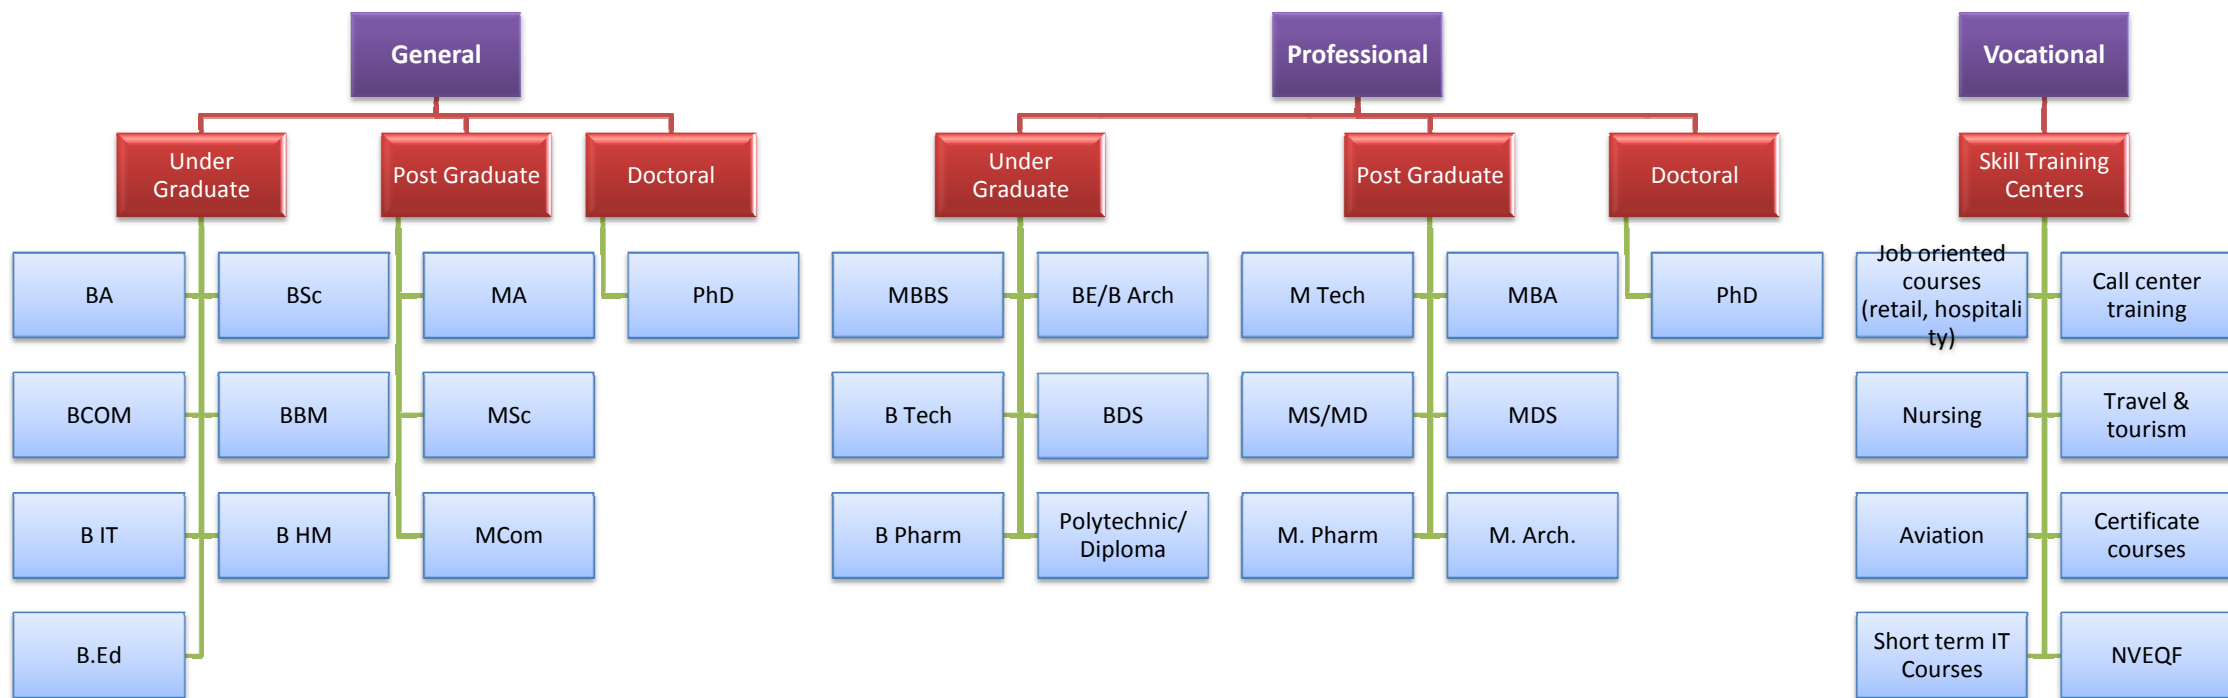 General
Professional
Vocational
Under
Graduate
Post Graduate
Doctoral
Under
Graduate
Post Graduate
Doctoral
Skill Training
Centers
BA
BSc
MA
PhD
MBBS
BE/B Arch
M Tech
MBA
PhD
Job oriented
courses
(retail, hospitali
ty)
Call center
training
BCOM
BBM
MSc
B Tech
BDS
MS/MD
MDS
Nursing
Travel &
tourism
B IT
B HM
MCom
B Pharm
Polytechnic/
Diploma
M. Pharm
M. Arch.
Aviation
Certificate
courses
B.Ed
Short term IT
Courses
NVEQF